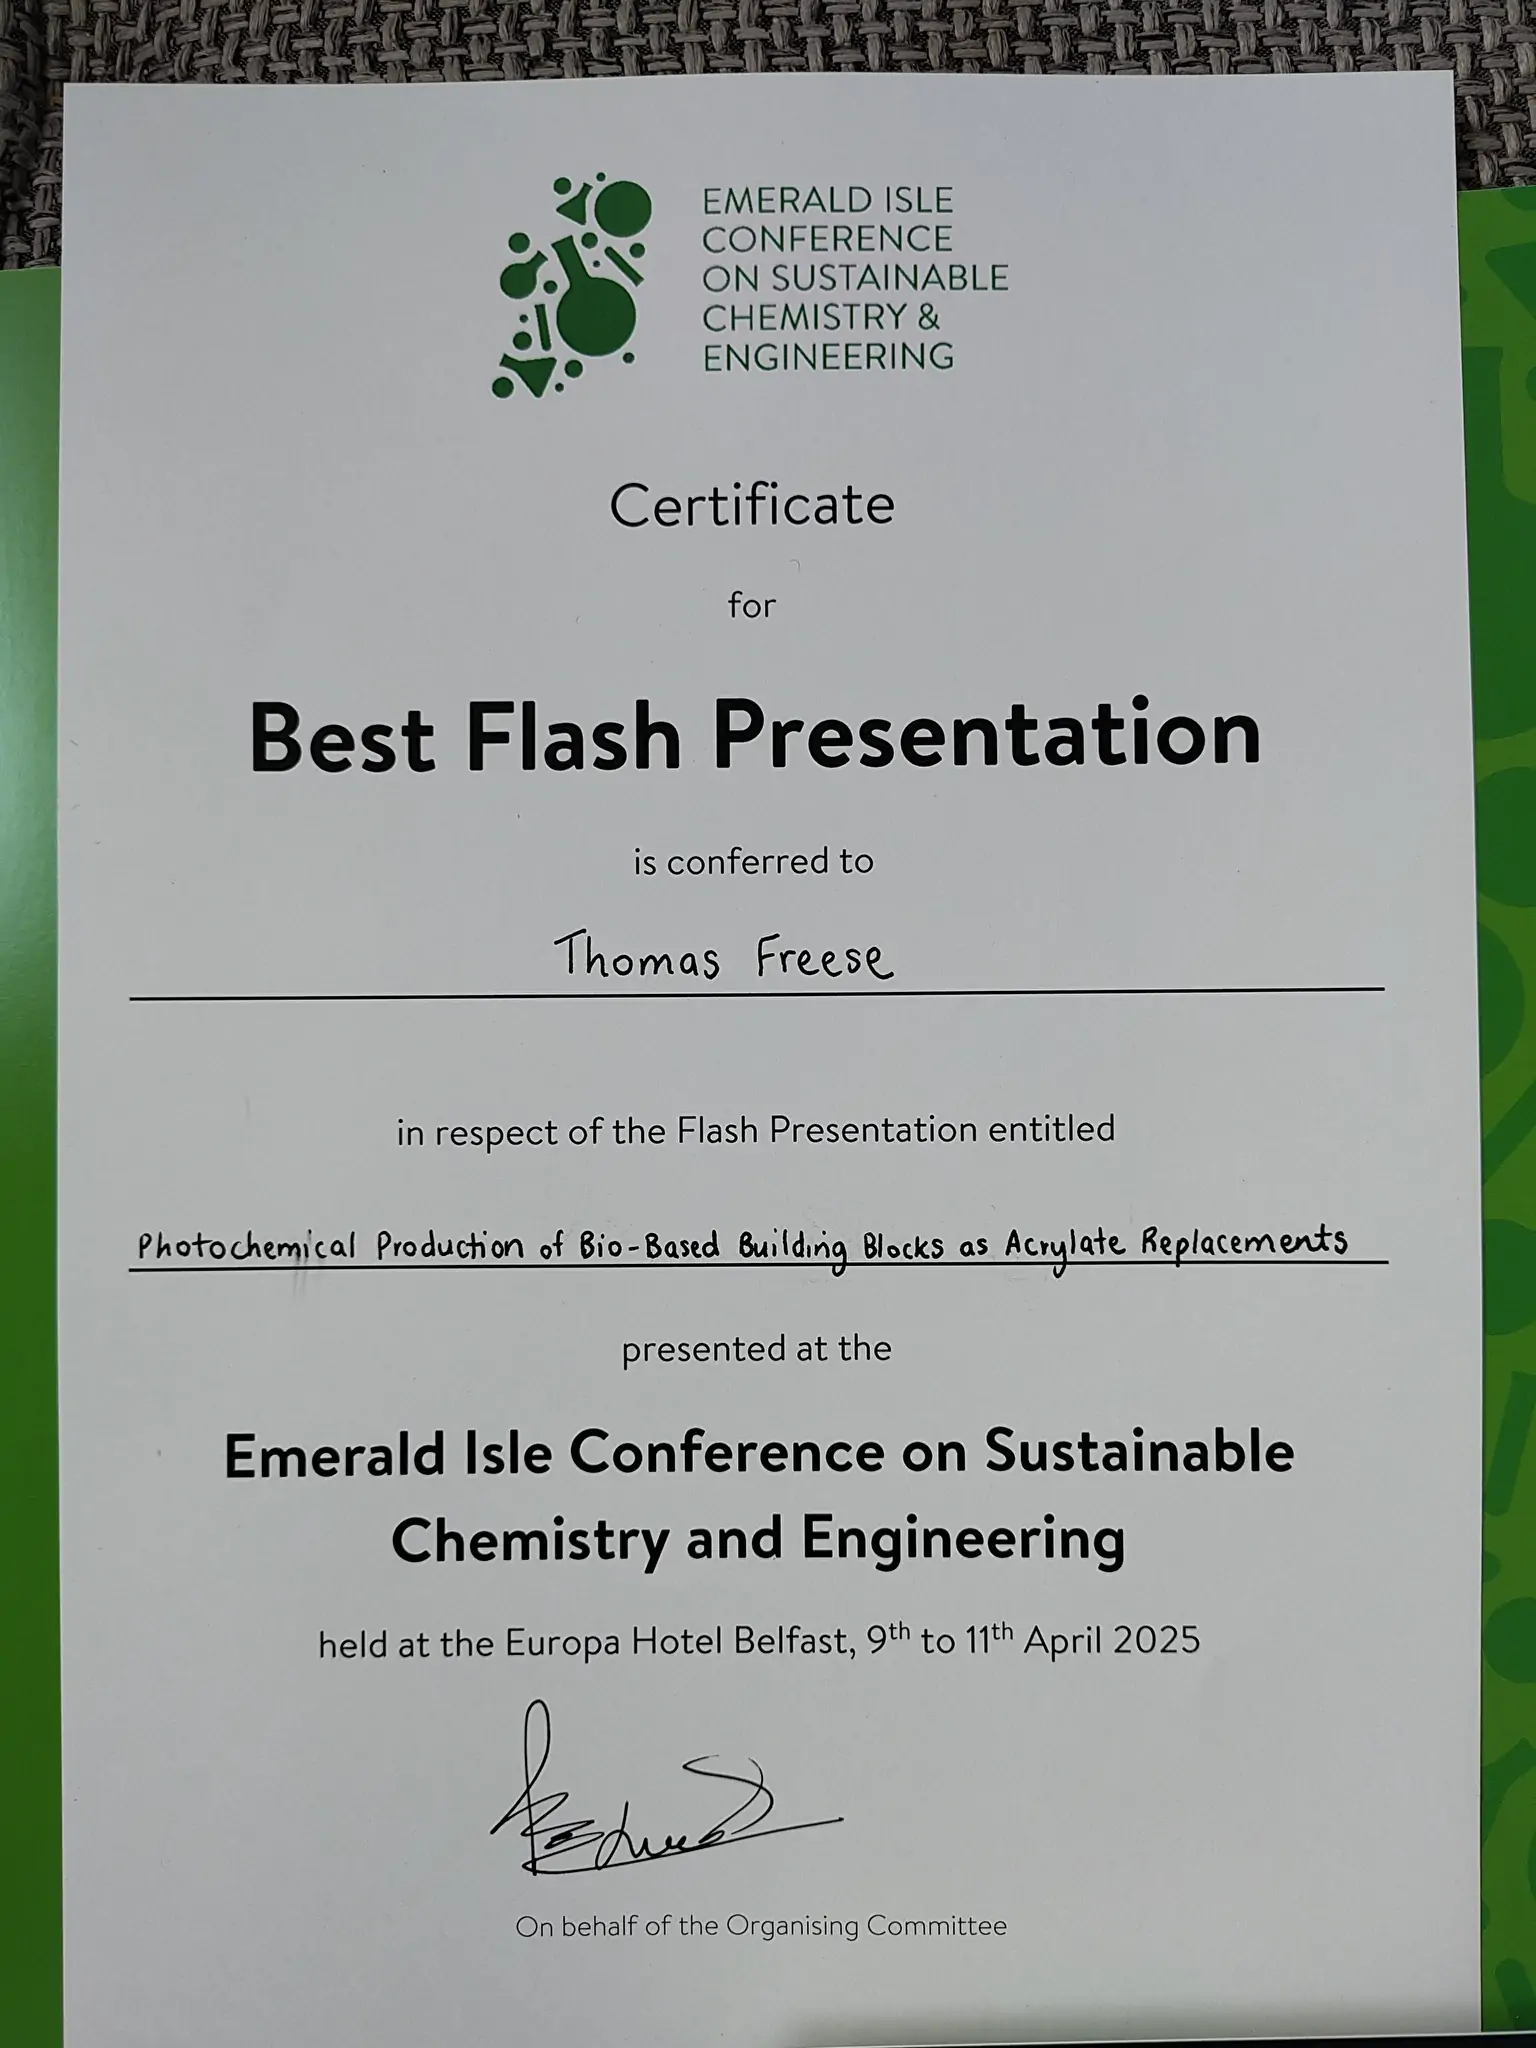 EMERALD ISLE
CONFERENCE
ON SUSTAINABLE
CHEMISTRY &
ENGINEERING
Certificate
for
Best Flash Presentation
is conferred to
Thomas Freese
in respect of the Flash Presentation entitled
Photochemical Production of Bio-Based Building Blocks as Acrylate Replacements
presented at the
Emerald Isle Conference on Sustainable
Chemistry and Engineering
held at the Europa Hotel Belfast, 9th to 11th April 2025
On behalf of the Organising Committee